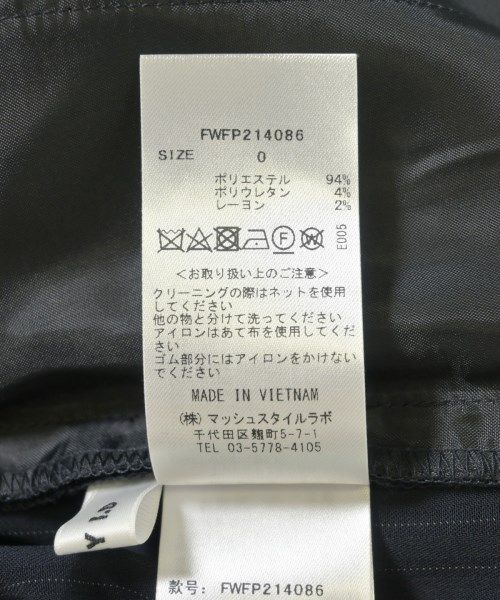 FWFP214086
SIZE 0
ポリエステル 94%
ポリウレタン 4%
レーヨン 2%
E005
＜お取り扱い上のご注意＞
クリーニングの際はネットを使用
してください
他の物と分けて洗ってください
アイロンはあて布を使用してくださ
い
ゴム部分にはアイロンをかけない
でください
MADE IN VIETNAM
(株) マッシュスタイルラボ
千代田区麹町5-7-1
TEL 03-5778-4105
款号: FWFP214086